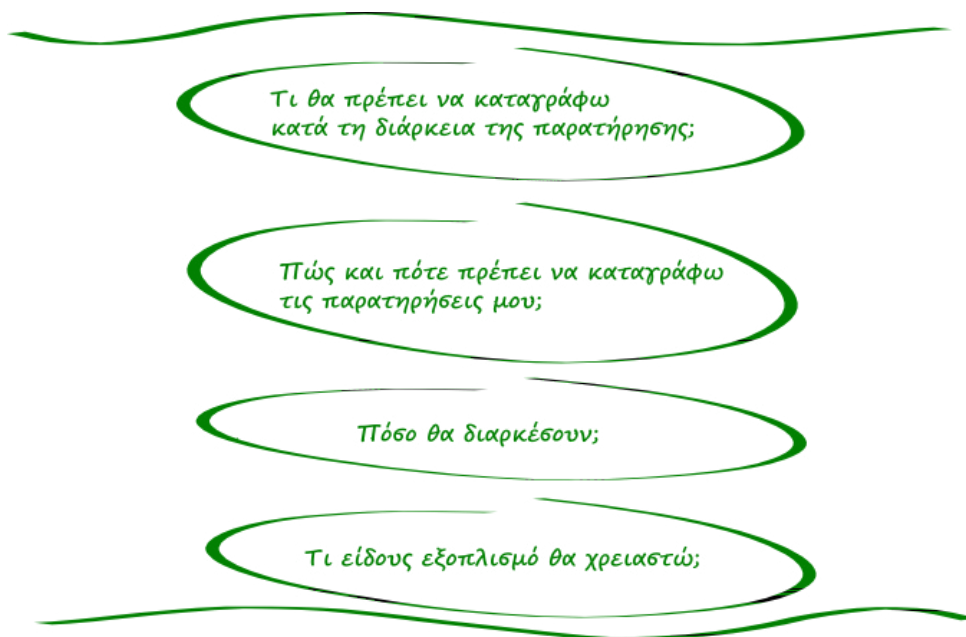 Τι θα πρέπει να καταγράφω
κατά τη διάρκεια της παρατήρησης;
Πώς και πότε πρέπει να καταγράφω
τις παρατηρήσεις μου;
Πόσο θα διαρκέσουν;
Τι είδους εξοπλισμό θα χρειαστώ;